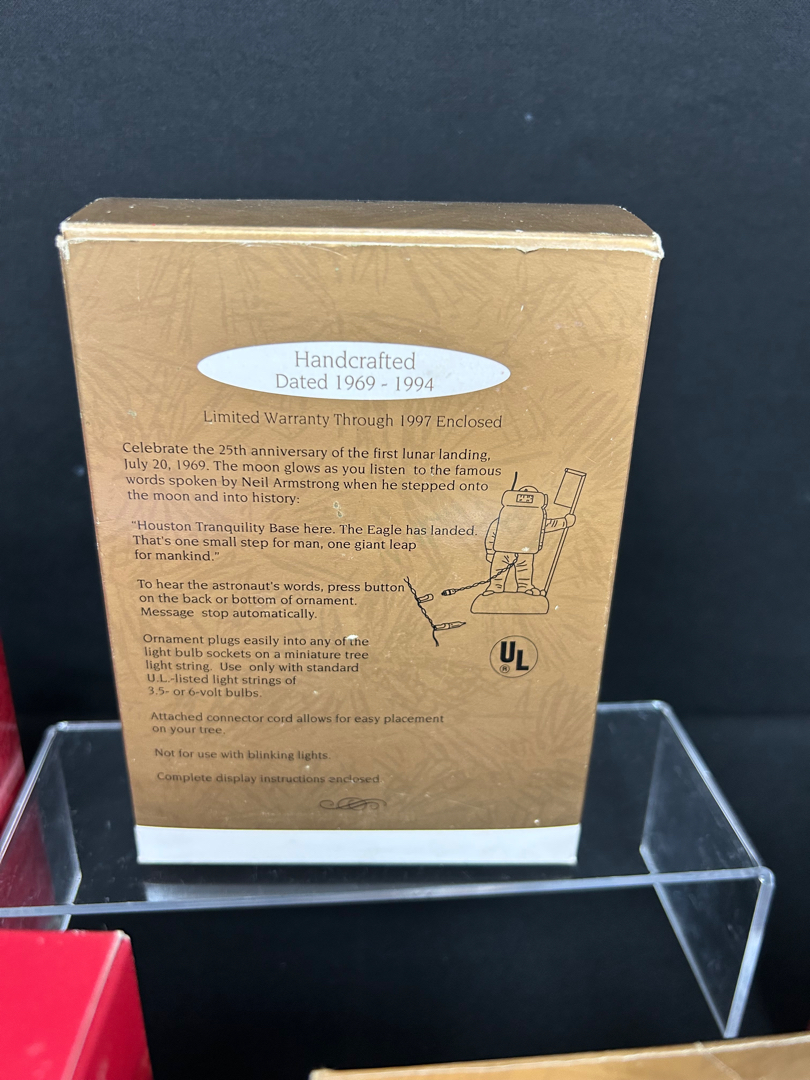 Handcrafted
Dated 1969 - 1994
Limited Warranty Through 1997 Enclosed
Celebrate the 25th anniversary of the first lunar landing,
July 20, 1969. The moon glows as you listen to the famous
words spoken by Neil Armstrong when he stepped onto
the moon and into history:
"Houston Tranquility Base here. The Eagle has landed.
That's one small step for man, one giant leap
for mankind."
To hear the astronaut's words, press button
on the back or bottom of ornament.
Message stop automatically.
Ornament plugs easily into any of the
light bulb sockets on a miniature tree
light string. Use only with standard
U.L.-listed light strings of
3.5- or 6-volt bulbs.
Attached connector cord allows for easy placement
on your tree.
Not for use with blinking lights.
Complete display instructions enclosed.
UL
®